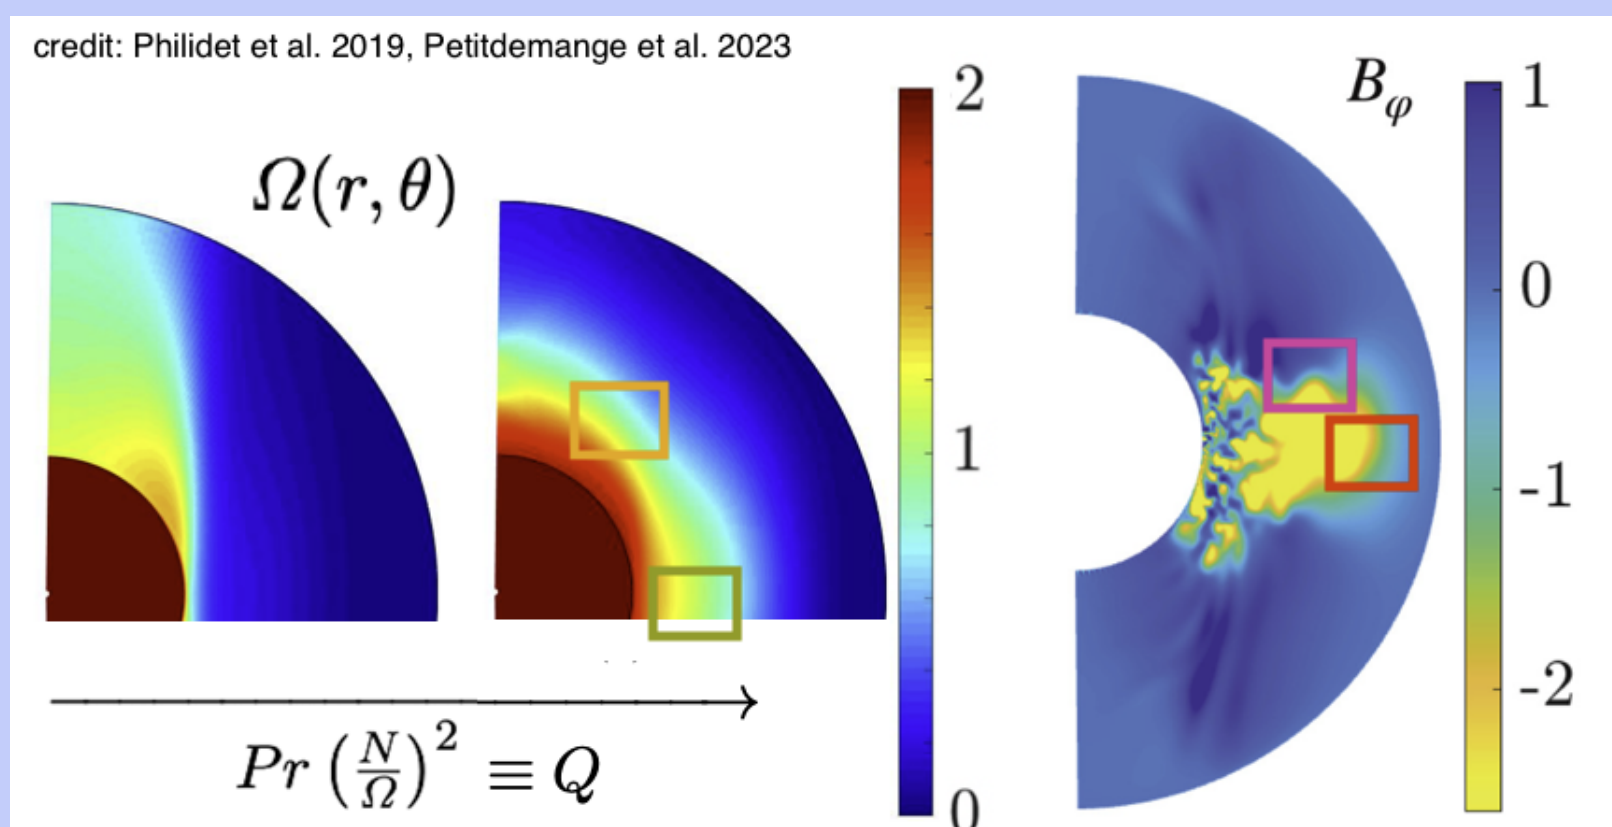 credit: Philidet et al. 2019, Petitdemange et al. 2023
Ω(r, θ)
2
1
0
Pr (N/Ω)² ≡ Q
B_φ
1
0
-1
-2